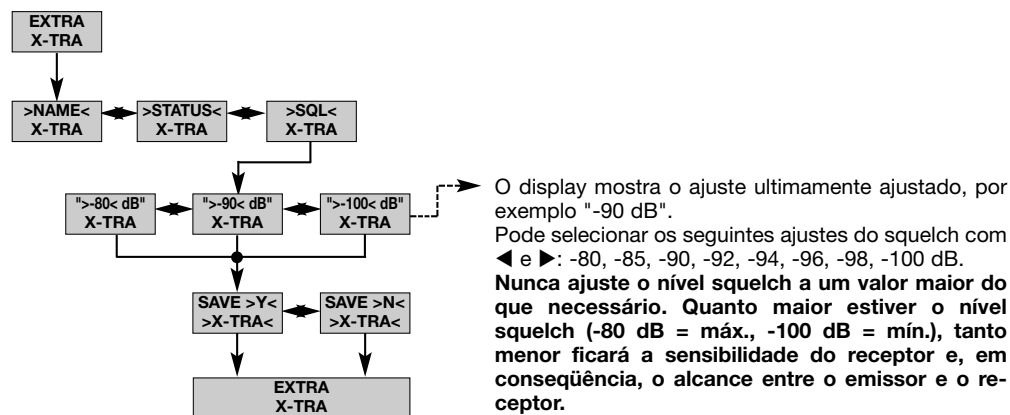 EXTRA
X-TRA
>NAME<
X-TRA
>STATUS<
X-TRA
>SQL<
X-TRA
">-80< dB"
X-TRA
">-90< dB"
X-TRA
">-100< dB"
X-TRA
SAVE >Y<
>X-TRA<
SAVE >N<
>X-TRA<
EXTRA
X-TRA
O display mostra o ajuste ultimamente ajustado, por
exemplo "-90 dB".
Pode selecionar os seguintes ajustes do squelch com
◀ e ▶: -80, -85, -90, -92, -94, -96, -98, -100 dB.
Nunca ajuste o nível squelch a um valor maior do
que necessário. Quanto maior estiver o nível
squelch (-80 dB = máx., -100 dB = mín.), tanto
menor ficará a sensibilidade do receptor e, em
conseqüência, o alcance entre o emissor e o re-
ceptor.